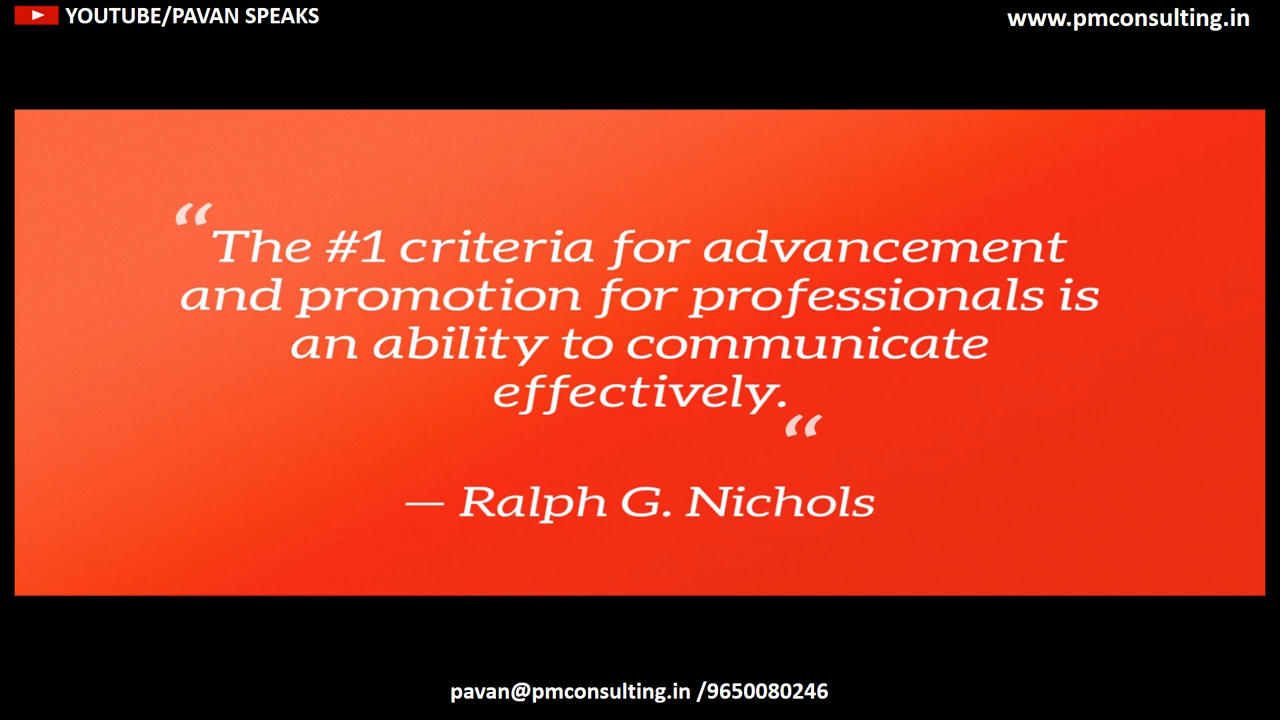 YOUTUBE/PAVAN SPEAKS
www.pmconsulting.in
“The #1 criteria for advancement
and promotion for professionals is
an ability to communicate
effectively.“
— Ralph G. Nichols
pavan@pmconsulting.in /9650080246